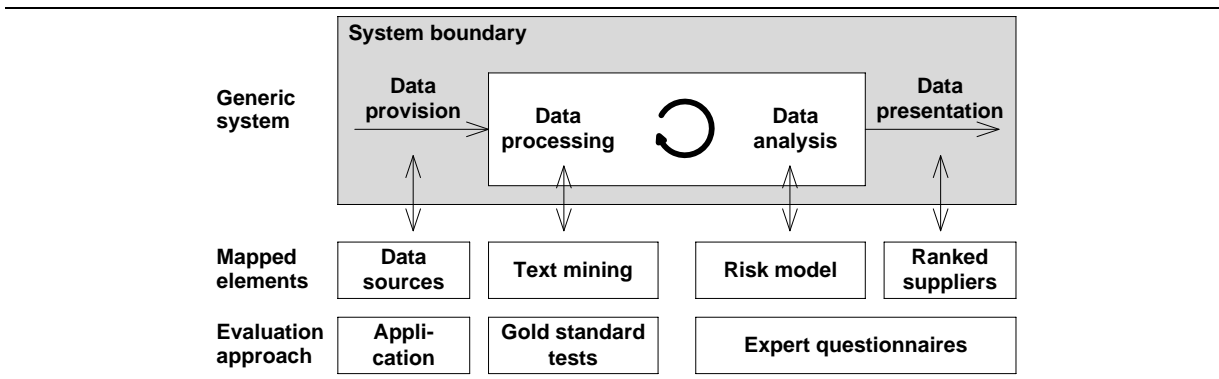 System boundary
Generic
system
Data
provision
Data
processing
Data
analysis
Data
presentation
Mapped
elements
Data
sources
Text mining
Risk model
Ranked
suppliers
Evaluation
approach
Appli-
cation
Gold standard
tests
Expert questionnaires